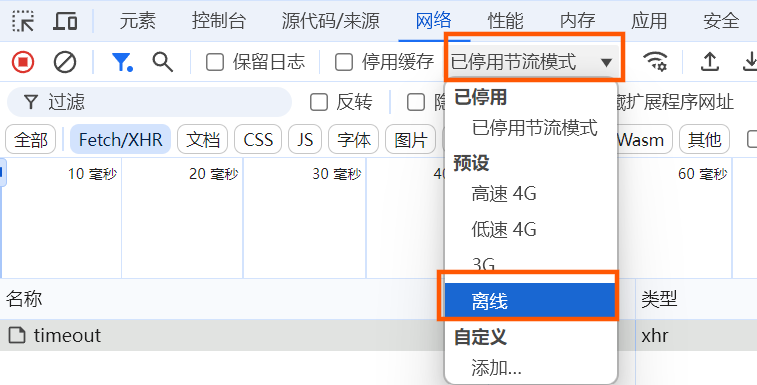 元素 控制台 源代码/来源 网络 性能 内存 应用 安全
保留日志 停用缓存 已停用节流模式
过滤 反转 扩展程序网址
全部 Fetch/XHR 文档 CSS JS 字体 图片 Wasm 其他
10 毫秒 20 毫秒 30 毫秒 60 毫秒
已停用
已停用节流模式
预设
高速 4G
低速 4G
3G
离线
自定义
添加...
名称 类型
timeout xhr